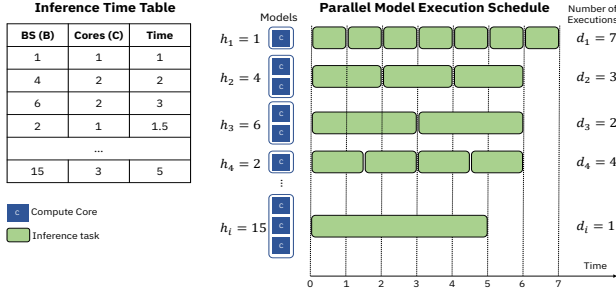 Inference Time Table
BS (B) Cores (C) Time
1 1 1
4 2 2
6 2 3
2 1 1.5
...
15 3 5
C Compute Core
Inference task
Models
Parallel Model Execution Schedule
Number of
Executions
h₁ = 1 C d₁ = 7
h₂ = 4 C C d₂ = 3
h₃ = 6 C C d₃ = 2
h₄ = 2 C d₄ = 4
⋮
hᵢ = 15 C C C dᵢ = 1
Time
0 1 2 3 4 5 6 7